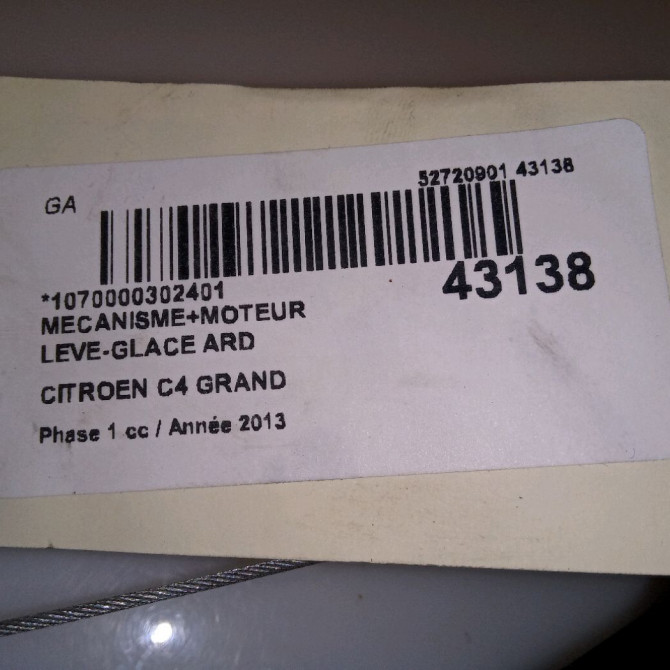 GA
52720901 43138
*1070000302401
43138
MECANISME+MOTEUR
LEVE-GLACE ARD
CITROEN C4 GRAND
Phase 1 cc / Année 2013